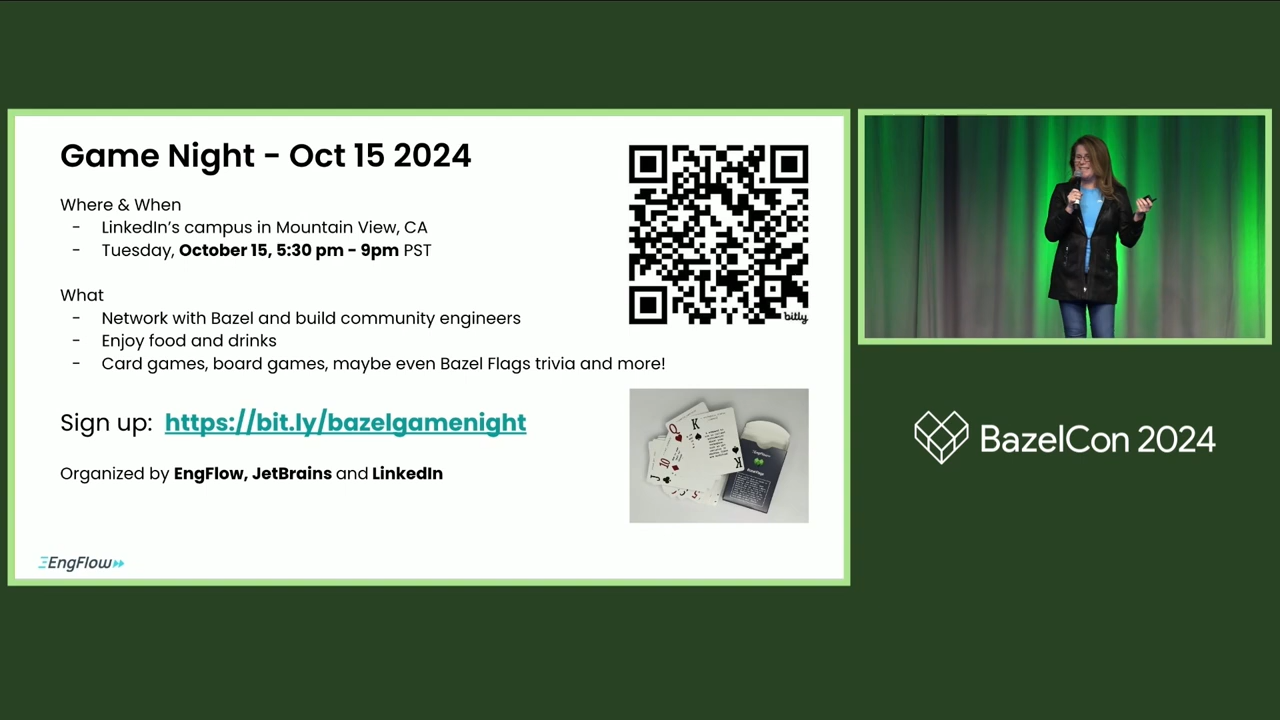 Game Night - Oct 15 2024
Where & When
- LinkedIn's campus in Mountain View, CA
- Tuesday, October 15, 5:30 pm - 9pm PST
What
- Network with Bazel and build community engineers
- Enjoy food and drinks
- Card games, board games, maybe even Bazel Flags trivia and more!
Sign up: https://bit.ly/bazelgamenight
Organized by EngFlow, JetBrains and LinkedIn
EngFlow
bitly
Q
K
10
J
K
BazelCon 2024